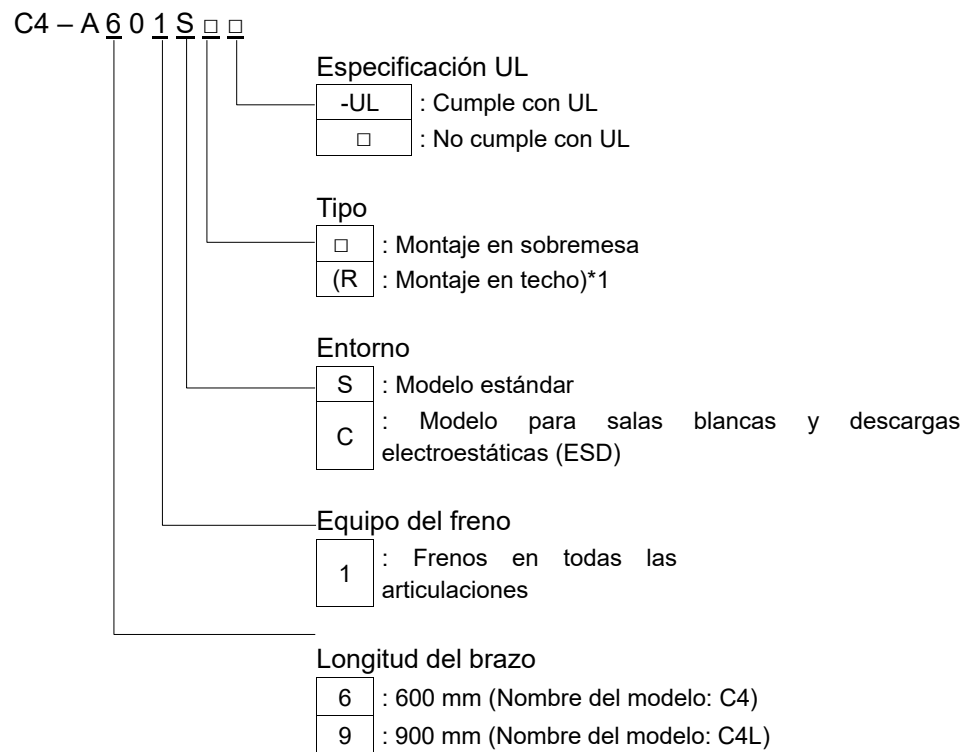 C4 – A 6 0 1 S □ □
Especificación UL
-UL : Cumple con UL
□ : No cumple con UL
Tipo
□ : Montaje en sobremesa
(R : Montaje en techo)*1
Entorno
S : Modelo estándar
C : Modelo para salas blancas y descargas
electroestáticas (ESD)
Equipo del freno
1 : Frenos en todas las
articulaciones
Longitud del brazo
6 : 600 mm (Nombre del modelo: C4)
9 : 900 mm (Nombre del modelo: C4L)